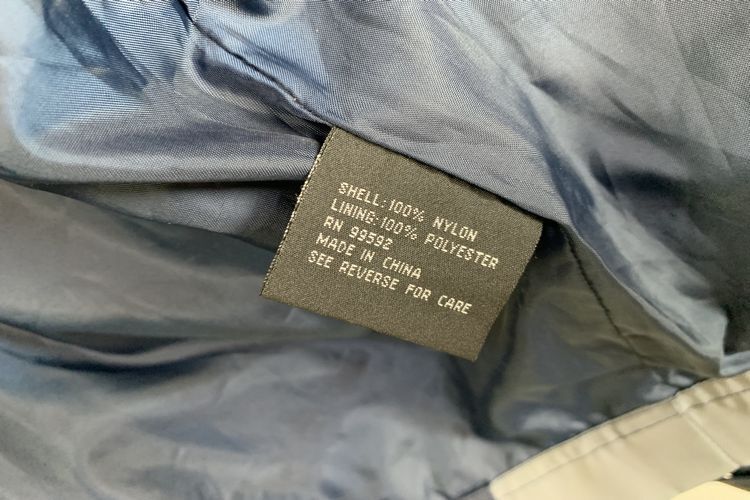 SHELL: 100% NYLON
LINING: 100% POLYESTER
RN 99592
MADE IN CHINA
SEE REVERSE FOR CARE